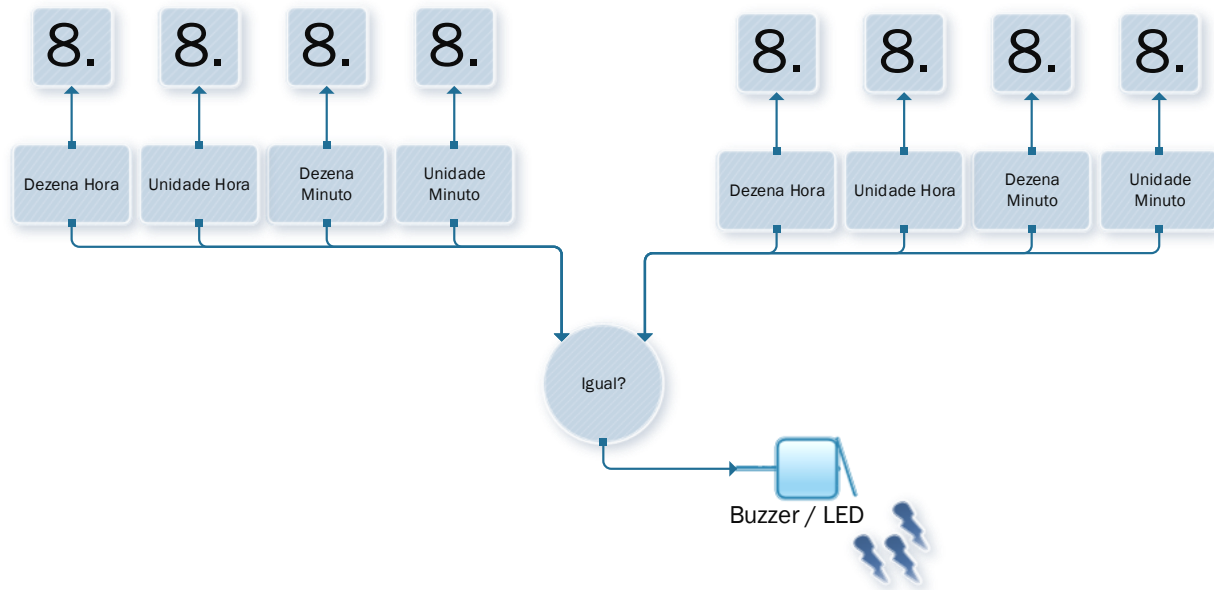 8. 8. 8. 8.
8. 8. 8. 8.
Dezena Hora
Unidade Hora
Dezena
Minuto
Unidade
Minuto
Dezena Hora
Unidade Hora
Dezena
Minuto
Unidade
Minuto
Igual?
Buzzer / LED